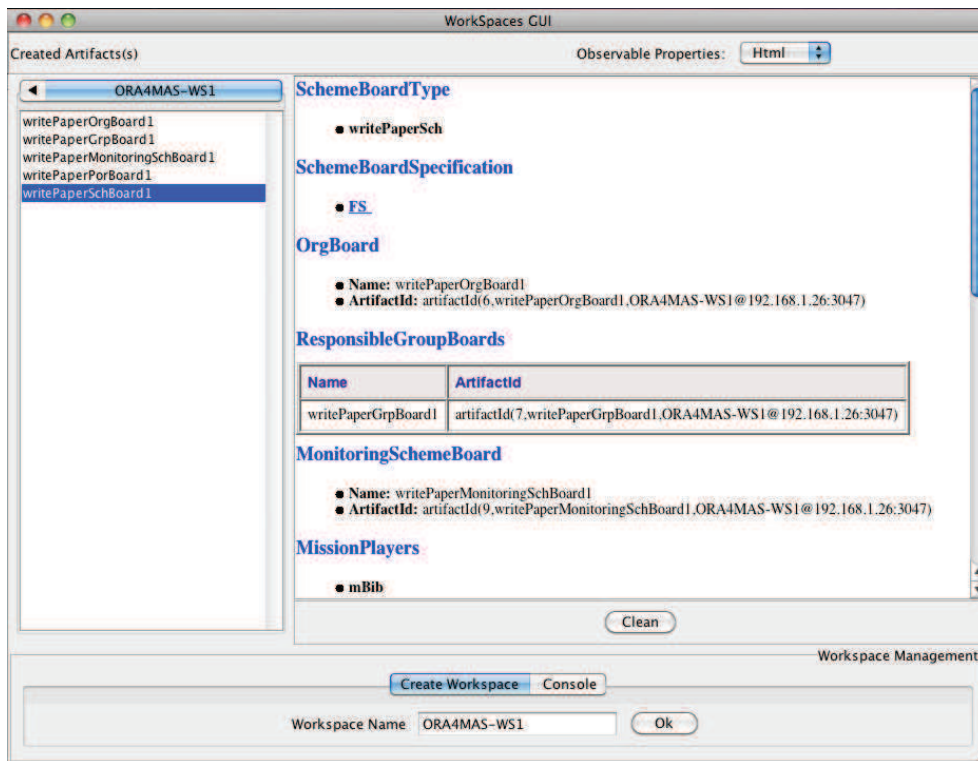 WorkSpaces GUI
Created Artifacts(s)
Observable Properties: Html
ORA4MAS-WS1
writePaperOrgBoard1
writePaperGrpBoard1
writePaperMonitoringSchBoard1
writePaperPorBoard1
writePaperSchBoard1
SchemeBoardType
writePaperSch
SchemeBoardSpecification
FS
OrgBoard
Name: writePaperOrgBoard1
ArtifactId: artifactId(6,writePaperOrgBoard1,ORA4MAS-WS1@192.168.1.26:3047)
ResponsibleGroupBoards
Name ArtifactId
writePaperGrpBoard1 artifactId(7,writePaperGrpBoard1,ORA4MAS-WS1@192.168.1.26:3047)
MonitoringSchemeBoard
Name: writePaperMonitoringSchBoard1
ArtifactId: artifactId(9,writePaperMonitoringSchBoard1,ORA4MAS-WS1@192.168.1.26:3047)
MissionPlayers
mBib
Clean
Workspace Management
Create Workspace Console
Workspace Name ORA4MAS-WS1 Ok